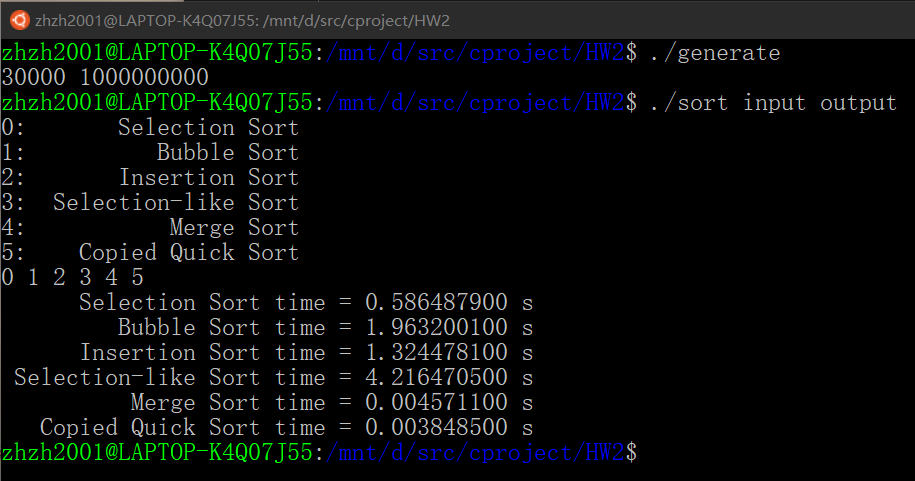 zhzh2001@LAPTOP-K4Q07J55: /mnt/d/src/cproject/HW2
zhzh2001@LAPTOP-K4Q07J55:/mnt/d/src/cproject/HW2$ ./generate
30000 1000000000
zhzh2001@LAPTOP-K4Q07J55:/mnt/d/src/cproject/HW2$ ./sort input output
0:       Selection Sort
1:          Bubble Sort
2:       Insertion Sort
3:  Selection-like Sort
4:           Merge Sort
5:    Copied Quick Sort
0 1 2 3 4 5
      Selection Sort time = 0.586487900 s
         Bubble Sort time = 1.963200100 s
      Insertion Sort time = 1.324478100 s
 Selection-like Sort time = 4.216470500 s
          Merge Sort time = 0.004571100 s
   Copied Quick Sort time = 0.003848500 s
zhzh2001@LAPTOP-K4Q07J55:/mnt/d/src/cproject/HW2$